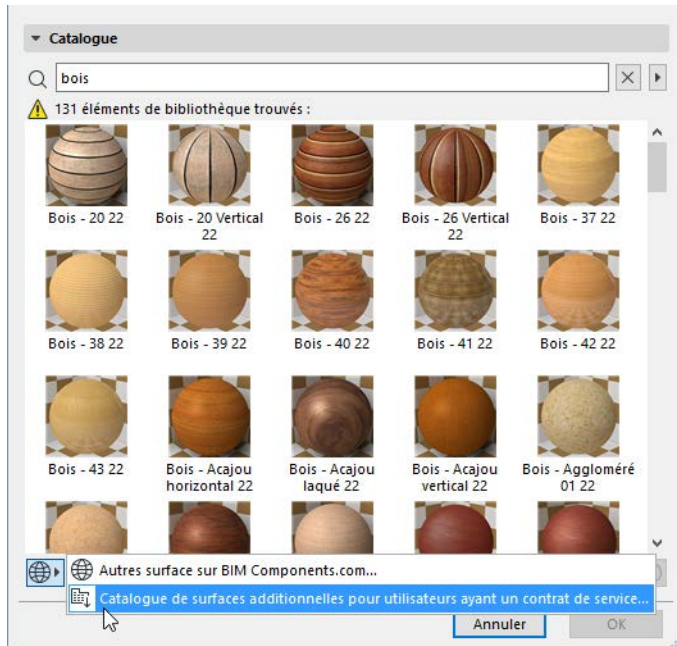 Catalogue
bois
131 éléments de bibliothèque trouvés :
Bois - 20 22
Bois - 20 Vertical
22
Bois - 26 22
Bois - 26 Vertical
22
Bois - 37 22
Bois - 38 22
Bois - 39 22
Bois - 40 22
Bois - 41 22
Bois - 42 22
Bois - 43 22
Bois - Acajou
horizontal 22
Bois - Acajou
laqué 22
Bois - Acajou
vertical 22
Bois - Aggloméré
01 22
Autres surface sur BIM Components.com...
Catalogue de surfaces additionnelles pour utilisateurs ayant un contrat de service...
Annuler
OK